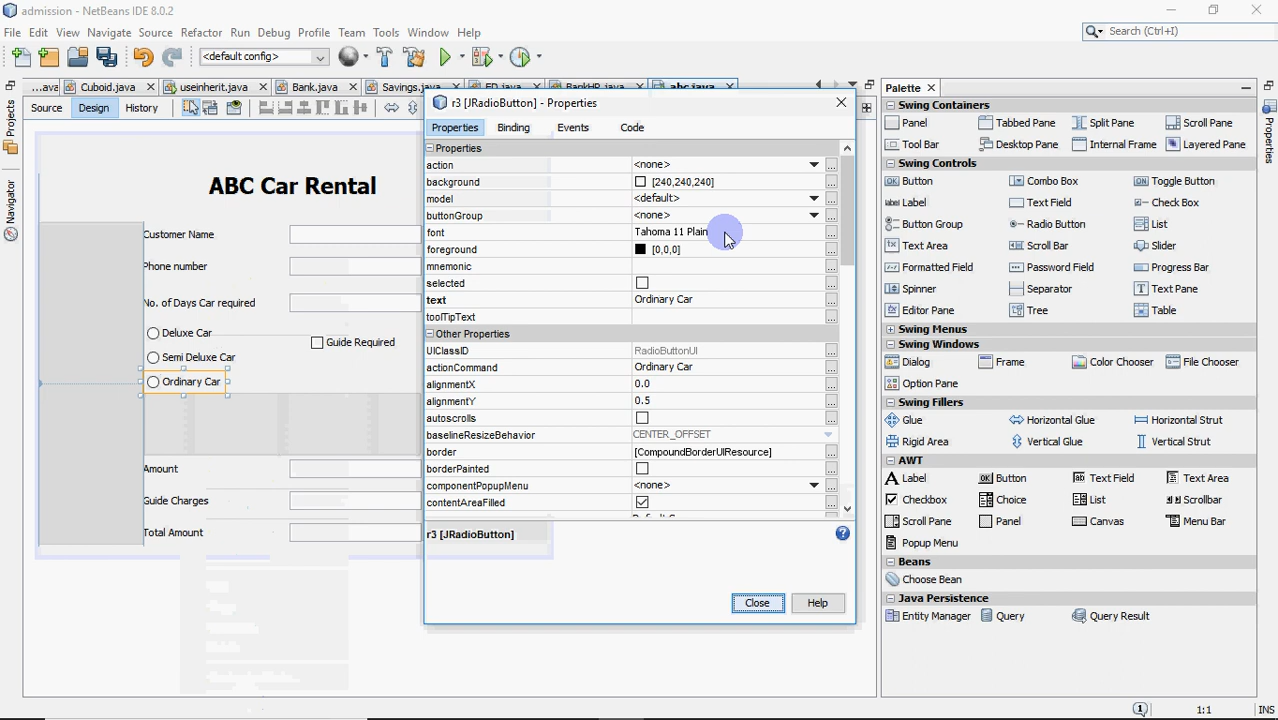 admission - NetBeans IDE 8.0.2
File Edit View Navigate Source Refactor Run Debug Profile Team Tools Window Help
Search (Ctrl+I)
<default config>
...ava Cuboid.java useinherit.java Bank.java Savings.java
Source Design History
Projects
Navigator
ABC Car Rental
Customer Name
Phone number
No. of Days Car required
Deluxe Car
Guide Required
Semi Deluxe Car
Ordinary Car
Amount
Guide Charges
Total Amount
r3 [JRadioButton] - Properties
Properties Binding Events Code
Properties
action <none>
background [240,240,240]
model <default>
buttonGroup <none>
font Tahoma 11 Plain
foreground [0,0,0]
mnemonic
selected
text Ordinary Car
toolTipText
Other Properties
UIClassID RadioButtonUI
actionCommand Ordinary Car
alignmentX 0.0
alignmentY 0.5
autoscrolls
baselineResizeBehavior CENTER_OFFSET
border [CompoundBorderUIResource]
borderPainted
componentPopupMenu <none>
contentAreaFilled
r3 [JRadioButton]
Close Help
Palette
Swing Containers
Panel Tabbed Pane Split Pane Scroll Pane
Tool Bar Desktop Pane Internal Frame Layered Pane
Swing Controls
Button Combo Box Toggle Button
Label Text Field Check Box
Button Group Radio Button List
Text Area Scroll Bar Slider
Formatted Field Password Field Progress Bar
Spinner Separator Text Pane
Editor Pane Tree Table
Swing Menus
Swing Windows
Dialog Frame Color Chooser File Chooser
Option Pane
Swing Fillers
Glue Horizontal Glue Horizontal Strut
Rigid Area Vertical Glue Vertical Strut
AWT
Label Button Text Field Text Area
Checkbox Choice List Scrollbar
Scroll Pane Panel Canvas Menu Bar
Popup Menu
Beans
Choose Bean
Java Persistence
Entity Manager Query Query Result
Properties
1:1 INS